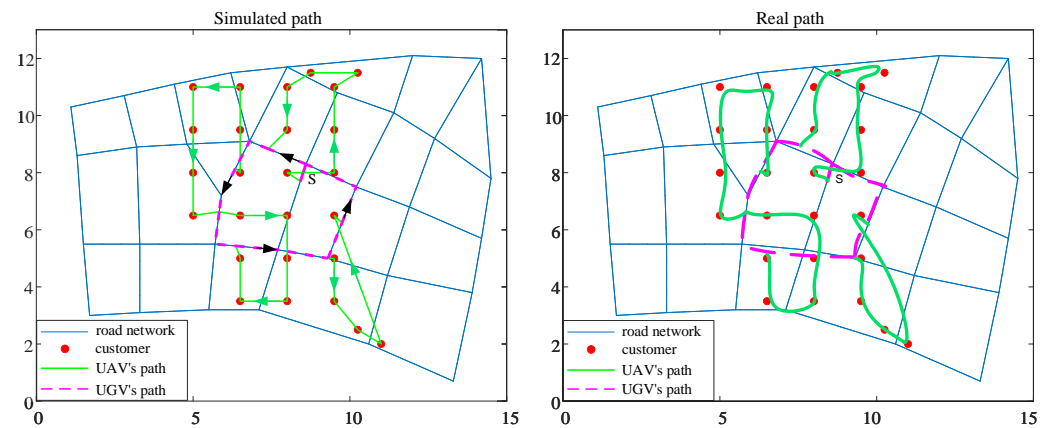 Simulated path
12
10
8
6
4
2
0
0
5
10
15
S
road network
customer
UAV's path
UGV's path
Real path
12
10
8
6
4
2
0
0
5
10
15
S
road network
customer
UAV's path
UGV's path